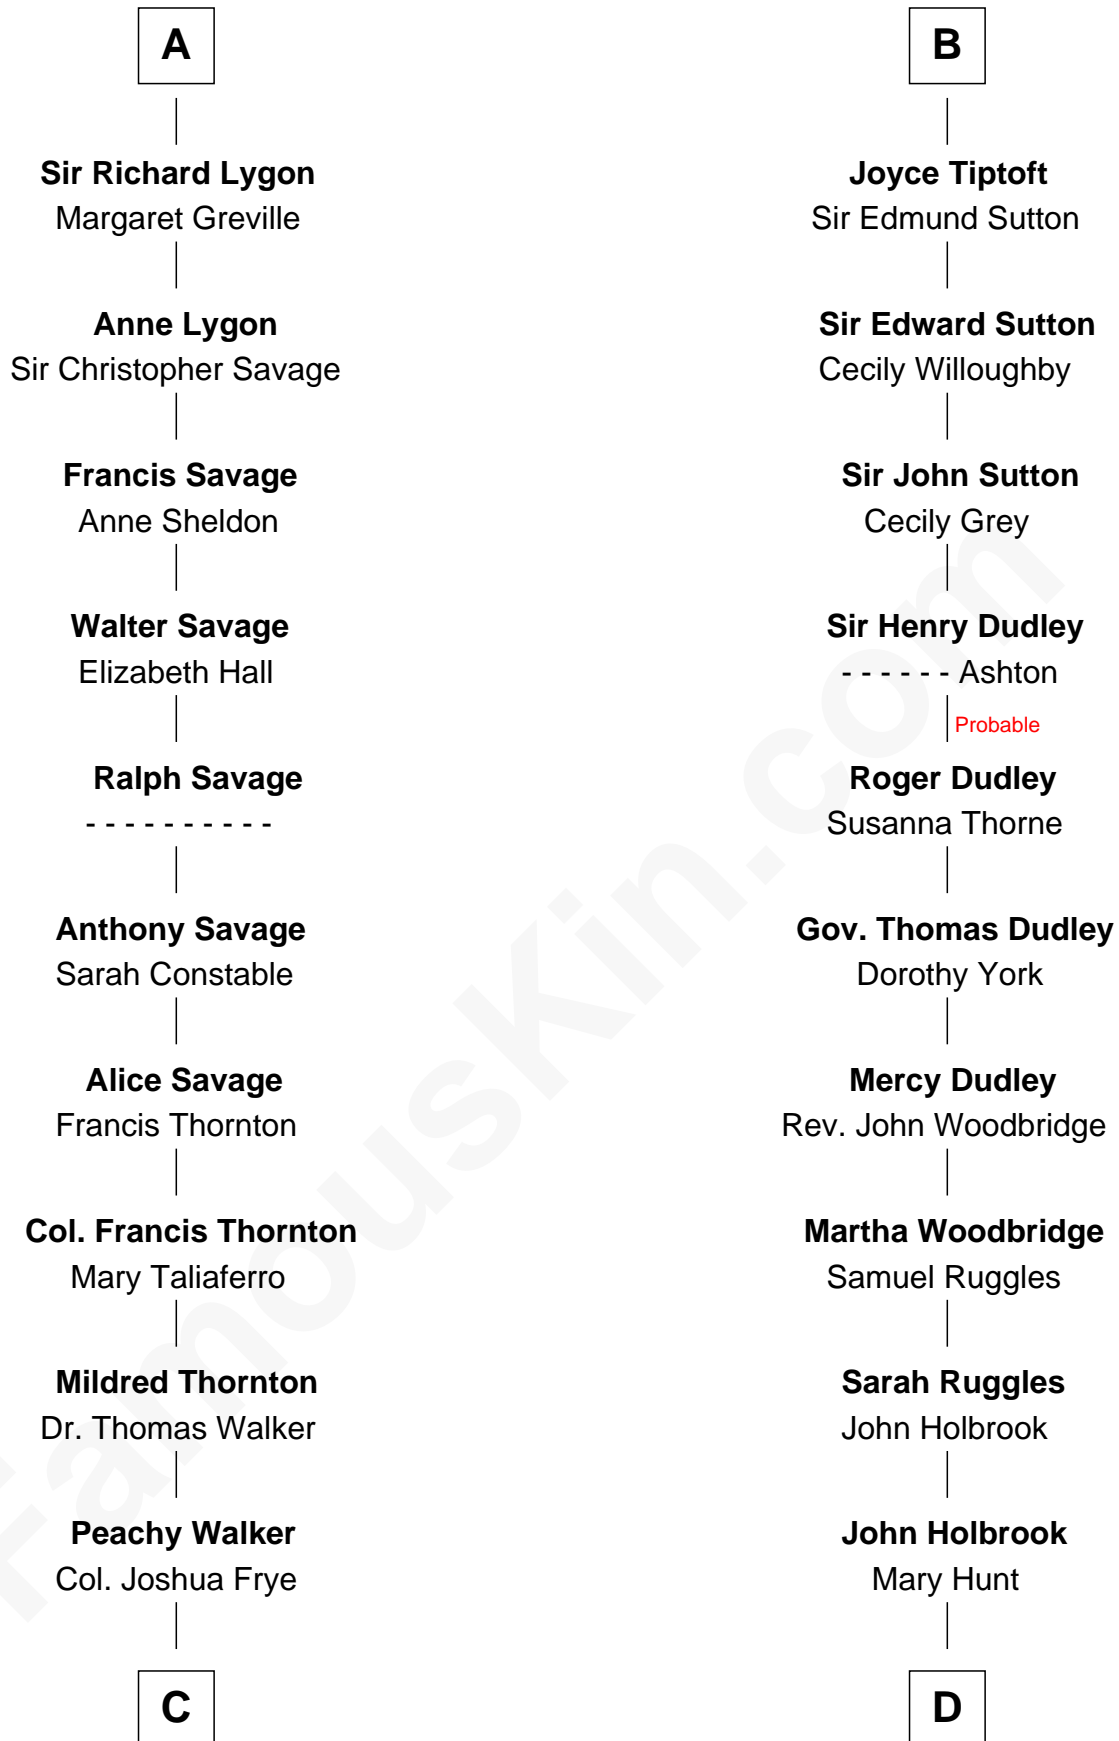 A
Sir Richard Lygon
Margaret Greville
Anne Lygon
Sir Christopher Savage
Francis Savage
Anne Sheldon
Walter Savage
Elizabeth Hall
Ralph Savage
- - - - - - - - - -
Anthony Savage
Sarah Constable
Alice Savage
Francis Thornton
Col. Francis Thornton
Mary Taliaferro
Mildred Thornton
Dr. Thomas Walker
Peachy Walker
Col. Joshua Frye
C
B
Joyce Tiptoft
Sir Edmund Sutton
Sir Edward Sutton
Cecily Willoughby
Sir John Sutton
Cecily Grey
Sir Henry Dudley
- - - - - - Ashton
Probable
Roger Dudley
Susanna Thorne
Gov. Thomas Dudley
Dorothy York
Mercy Dudley
Rev. John Woodbridge
Martha Woodbridge
Samuel Ruggles
Sarah Ruggles
John Holbrook
John Holbrook
Mary Hunt
D
FamousKin.com